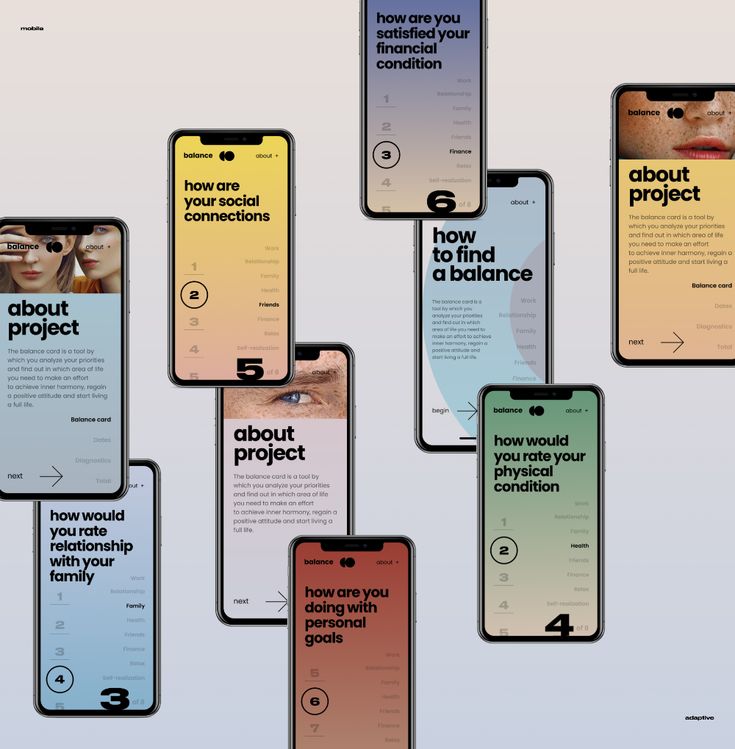 mobile
how are you
satisfied your
financial
condition
Work
Relationship
1
Family
2
Health
Friends
3
Finance
Relax
4
Self-realisation
5
6 of 8
balance
about +
about
project
The balance card is a tool by
which you analyze your priorities
and find out in which area of life
you need to make an effort
to achieve inner harmony, regain a
positive attitude and start living a
full life.
Balance card
Dates
Diagnostics
Total
next
balance
about +
how are
your social
connections
Work
Relationship
1
Family
2
Health
Friends
3
Finance
Relax
4
Self-realisation
5 of 8
about +
how
to find
a balance
The balance card is a
tool by which you
analyze your priorities
and find out in which
area of life you need to
make an effort to achieve
inner harmony, regain a
positive attitude and
start living a full life.
Work
Relationship
Family
Health
Friends
Finance
begin
balance
about +
about
project
The balance card is a tool by
which you analyze your priorities
and find out in which area of life
you need to make an effort
to achieve inner harmony, regain
a positive attitude and start living
a full life.
Balance card
Dates
Diagnostics
Total
next
about +
about
project
The balance card is a tool by
which you analyze your priorities
and find out in which area of life
you need to make an effort
to achieve inner harmony, regain a
positive attitude and start living a
full life.
next
balance
about +
how would
you rate your
physical
condition
Work
Relationship
1
Family
2
Health
Friends
3
Finance
Relax
4
Self-realisation
5
4 of 8
out +
how would
you rate
relationship
with your
family
Work
Relationship
1
Family
2
Health
Friends
3
Finance
Relax
4
Self-realisation
5
3 of 8
balance
about +
how are you
doing with
personal
goals
Work
Relationship
5
Family
6
Health
Friends
7
Finance
Relax
adaptive